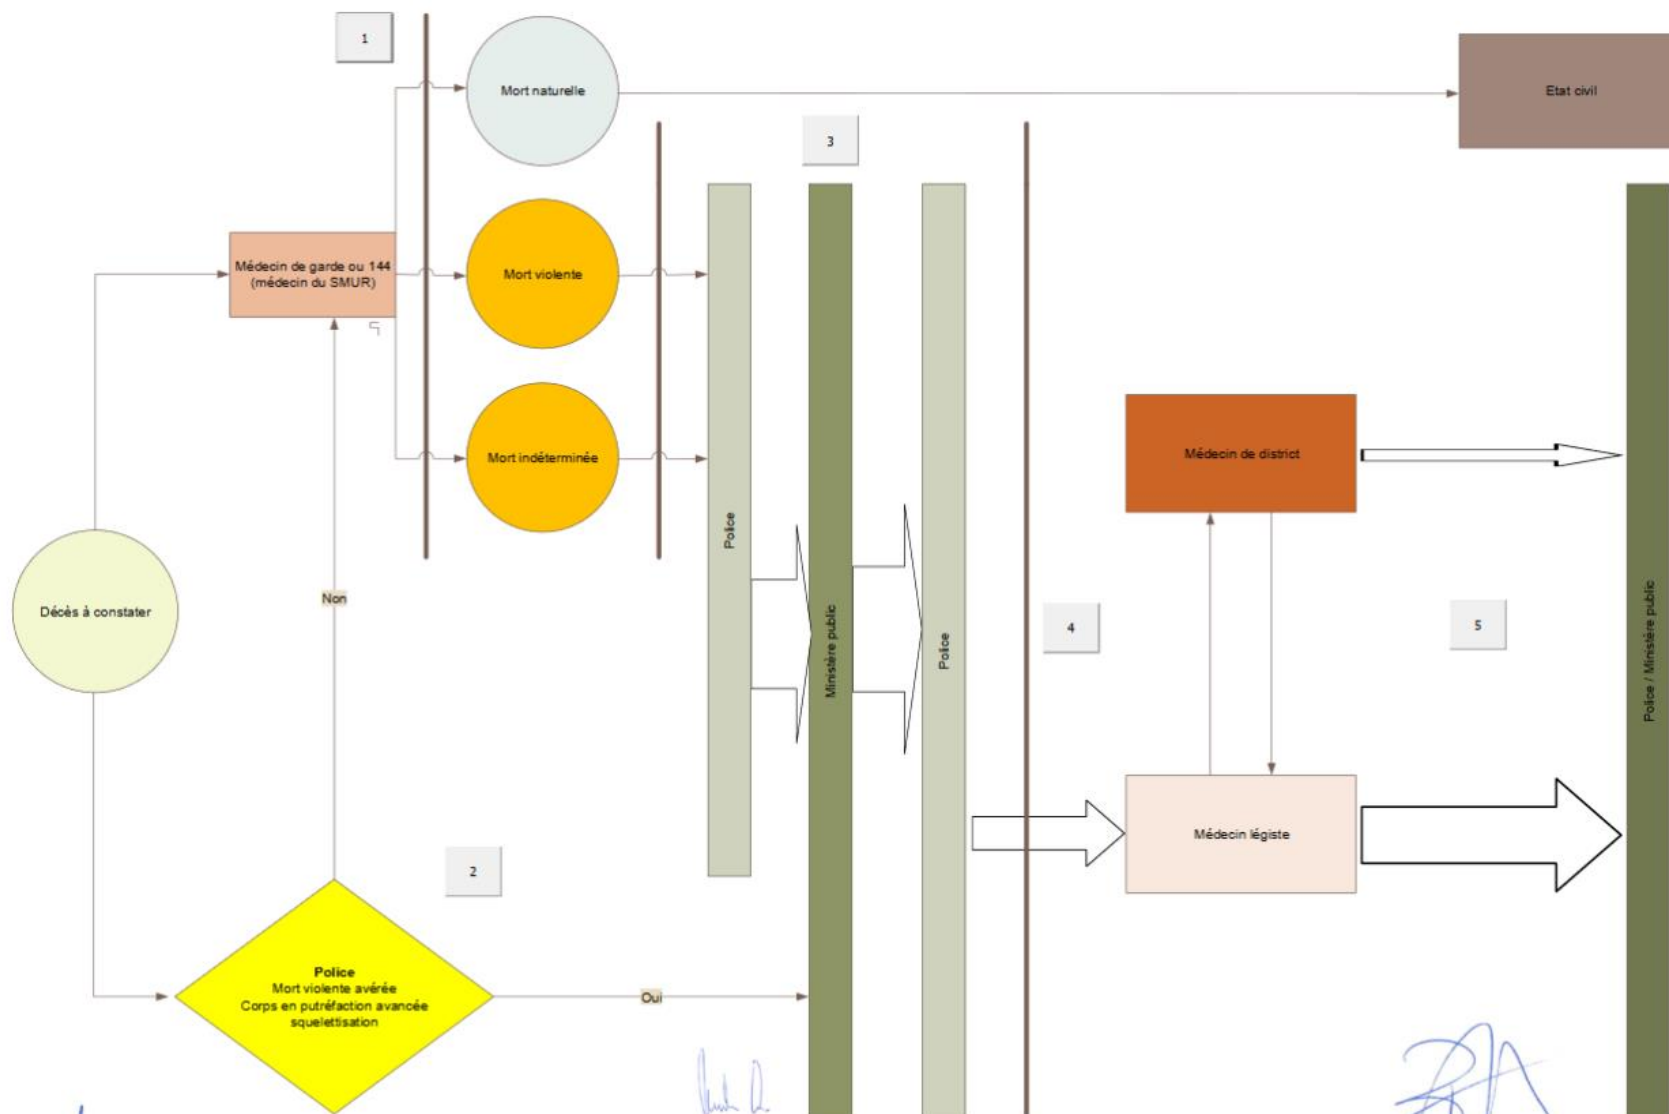 1
Mort naturelle
Etat civil
3
Médecin de garde ou 144
(médecin du SMUR)
Mort violente
Mort indéterminée
Médecin de district
Police
Décès à constater
Non
Ministère public
Police
4
5
Police / Ministère public
Médecin légiste
2
Police
Mort violente avérée
Corps en putréfaction avancée
squelettisation
Oui